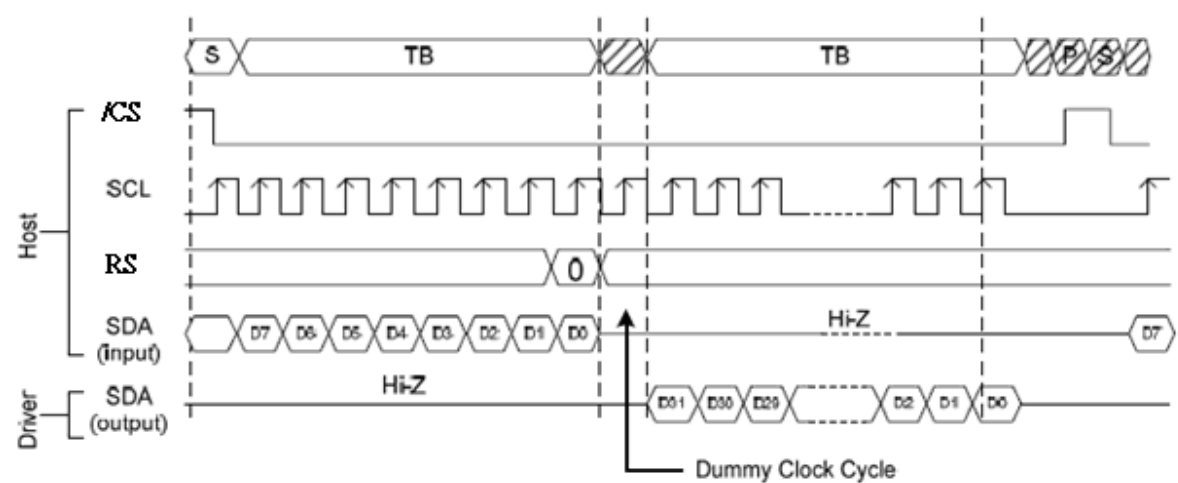 S TB TB P S
/CS
SCL
Host
RS 0
SDA (input) D7 D6 D5 D4 D3 D2 D1 D0 Hi-Z D7
Driver
SDA (output) Hi-Z D31 D30 D29 D2 D1 D0
Dummy Clock Cycle